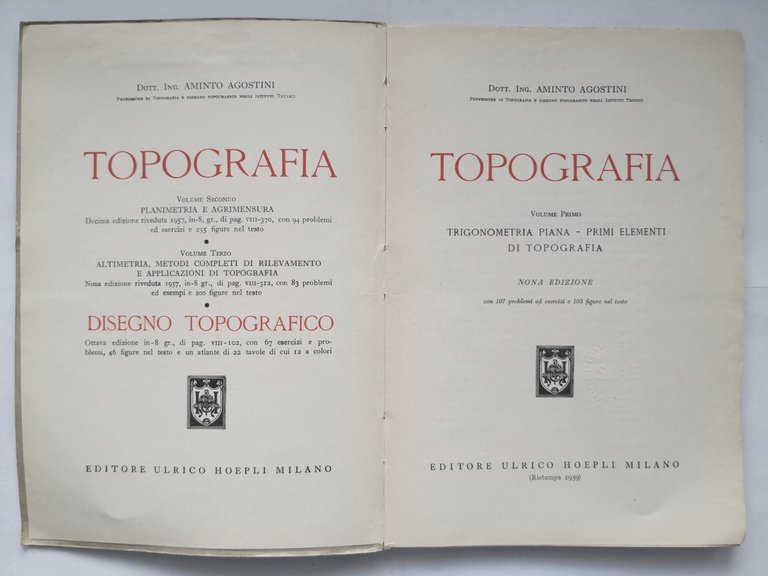 Dott. Ing. AMINTO AGOSTINI
Professore di Topografia e disegno topografico negli Istituti Tecnici
TOPOGRAFIA
Volume Secondo
PLANIMETRIA E AGRIMENSURA
Decima edizione riveduta 1957, in-8, gr., di pag. VIII-370, con 94 problemi
ed esercizi e 255 figure nel testo
•
Volume Terzo
ALTIMETRIA, METODI COMPLETI DI RILEVAMENTO
E APPLICAZIONI DI TOPOGRAFIA
Nona edizione riveduta 1957, in-8 gr., di pag. VIII-312, con 83 problemi
ed esempi e 200 figure nel testo
•
DISEGNO TOPOGRAFICO
Ottava edizione in-8 gr., di pag. VIII-102, con 67 esercizi e pro-
blemi, 46 figure nel testo e un atlante di 22 tavole di cui 12 a colori
EDITORE ULRICO HOEPLI MILANO
Dott. Ing. AMINTO AGOSTINI
Professore di Topografia e disegno topografico negli Istituti Tecnici
TOPOGRAFIA
Volume Primo
TRIGONOMETRIA PIANA - PRIMI ELEMENTI
DI TOPOGRAFIA
NONA EDIZIONE
con 107 problemi ed esercizi e 103 figure nel testo
EDITORE ULRICO HOEPLI MILANO
(Ristampa 1959)